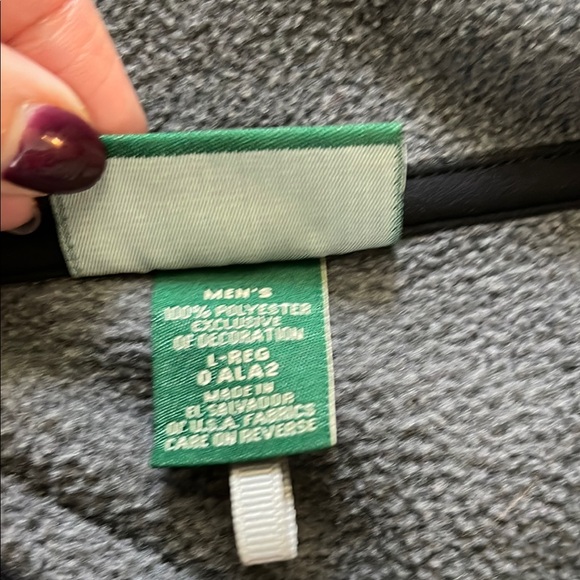 MEN'S
100% POLYESTER
EXCLUSIVE
OF DECORATION
L-REG
0 ALA2
MADE IN
EL SALVADOR
OF U.S.A. FABRICS
CARE ON REVERSE